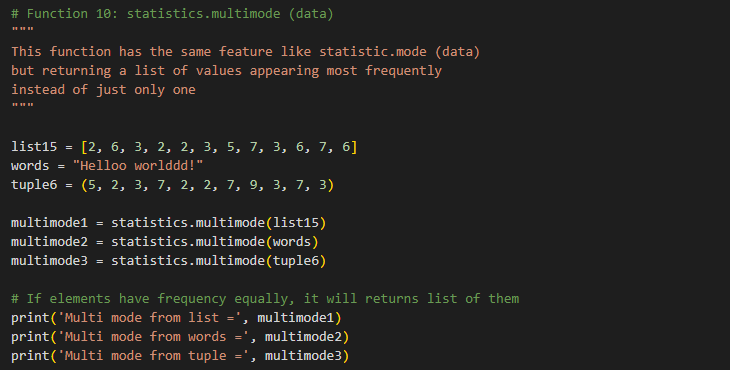 # Function 10: statistics.multimode (data)
"""
This function has the same feature like statistic.mode (data)
but returning a list of values appearing most frequently
instead of just only one
"""
list15 = [2, 6, 3, 2, 2, 3, 5, 7, 3, 6, 7, 6]
words = "Helloo worlddd!"
tuple6 = (5, 2, 3, 7, 2, 2, 7, 9, 3, 7, 3)
multimode1 = statistics.multimode(list15)
multimode2 = statistics.multimode(words)
multimode3 = statistics.multimode(tuple6)
# If elements have frequency equally, it will returns list of them
print('Multi mode from list =', multimode1)
print('Multi mode from words =', multimode2)
print('Multi mode from tuple =', multimode3)